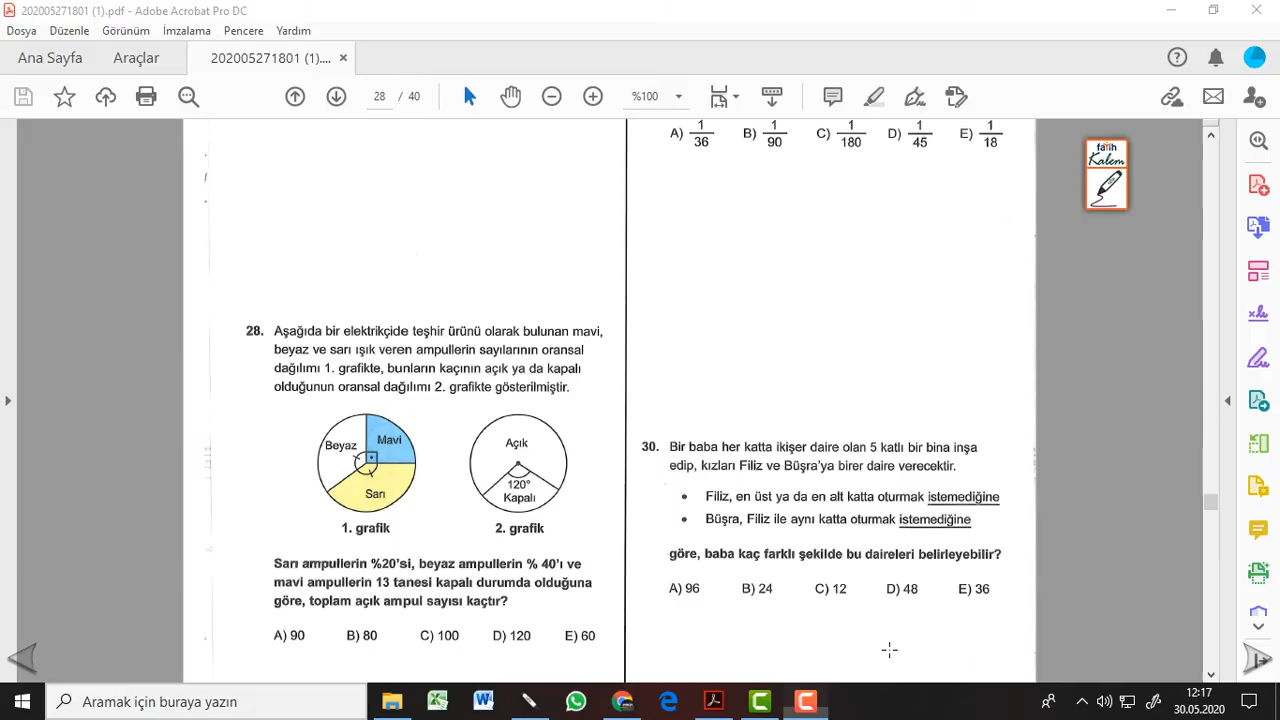 202005271801 (1).pdf - Adobe Acrobat Pro DC
Dosya Düzenle Görünüm İmzalama Pencere Yardım
Ana Sayfa Araçlar 202005271801 (1).... ×
28 / 40 %100
A) 1/36 B) 1/90 C) 1/180 D) 1/45 E) 1/18
fatih
Kalem
28. Aşağıda bir elektrikçide teşhir ürünü olarak bulunan mavi,
beyaz ve sarı ışık veren ampullerin sayılarının oransal
dağılımı 1. grafikte, bunların kaçının açık ya da kapalı
olduğunun oransal dağılımı 2. grafikte gösterilmiştir.
Beyaz Mavi
Sarı
1. grafik
Açık
120°
Kapalı
2. grafik
Sarı ampullerin %20'si, beyaz ampullerin % 40'ı ve
mavi ampullerin 13 tanesi kapalı durumda olduğuna
göre, toplam açık ampul sayısı kaçtır?
A) 90 B) 80 C) 100 D) 120 E) 60
30. Bir baba her katta ikişer daire olan 5 katlı bir bina inşa
edip, kızları Filiz ve Büşra'ya birer daire verecektir.
• Filiz, en üst ya da en alt katta oturmak istemediğine
• Büşra, Filiz ile aynı katta oturmak istemediğine
göre, baba kaç farklı şekilde bu daireleri belirleyebilir?
A) 96 B) 24 C) 12 D) 48 E) 36
Aramak için buraya yazın
12:17
30.05.2020